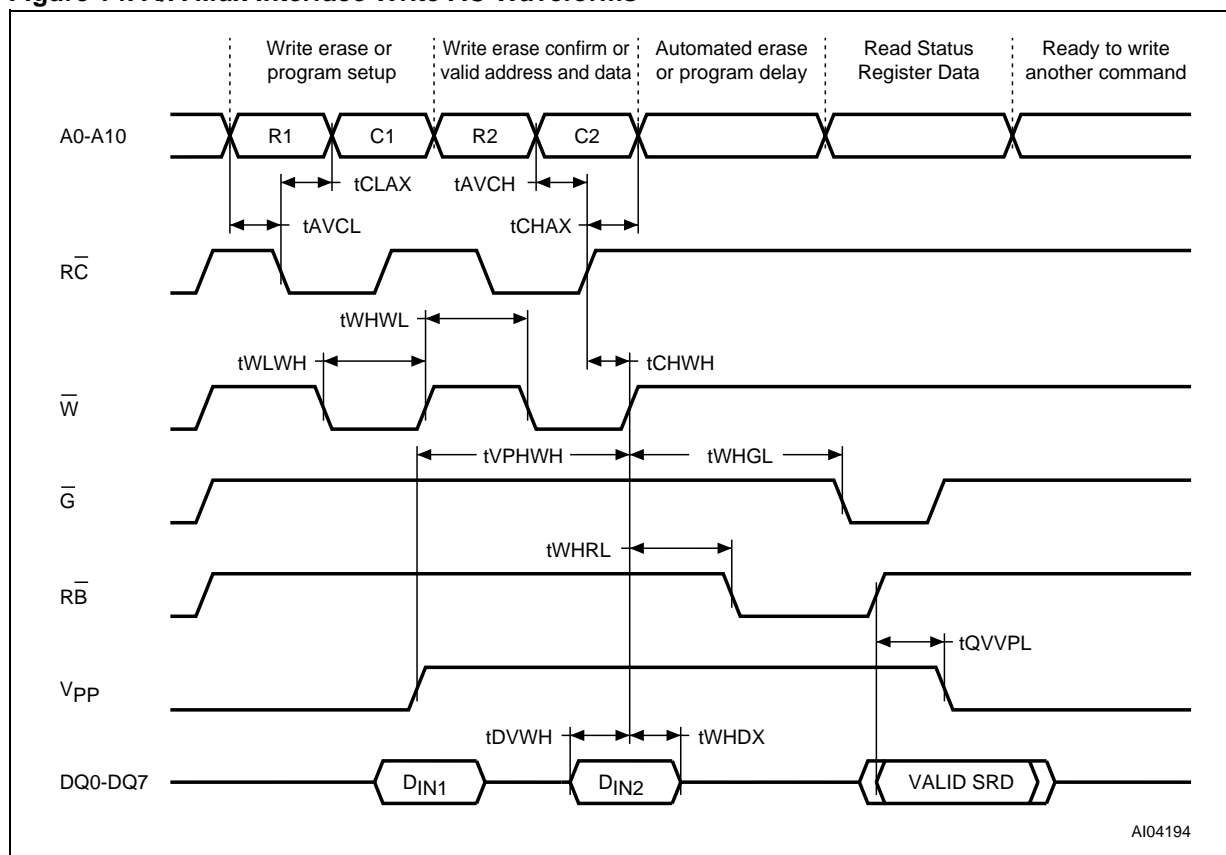 Write erase or
program setup
Write erase confirm or
valid address and data
Automated erase
or program delay
Read Status
Register Data
Ready to write
another command
A0-A10
R1
C1
R2
C2
tCLAX
tAVCH
tAVCL
tCHAX
RC̅
tWHWL
tWLWH
tCHWH
W̅
tVPHWH
tWHGL
G̅
tWHRL
RB̅
tQVVPL
VPP
tDVWH
tWHDX
DQ0-DQ7
DIN1
DIN2
VALID SRD
AI04194